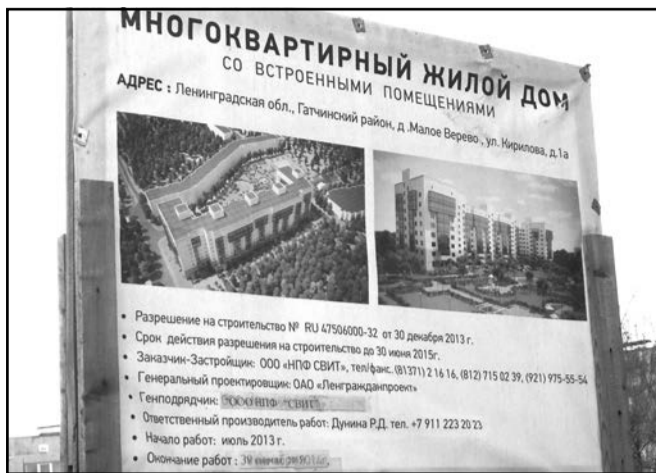 МНОГОКВАРТИРНЫЙ ЖИЛОЙ ДОМ
СО ВСТРОЕННЫМИ ПОМЕЩЕНИЯМИ
АДРЕС : Ленинградская обл., Гатчинский район, д .Малое Верево , ул. Кирилова, д.1а
• Разрешение на строительство № RU 47506000-32 от 30 декабря 2013 г.
• Срок действия разрешения на строительство до 30 июня 2015г.
• Заказчик-Застройщик: ООО «НПФ СВИТ», тел/факс. (81371) 2 16 16, (812) 715 02 39, (921) 975-55-54
• Генеральный проектировщик: ОАО «Ленгражданпроект»
• Генподрядчик: "ООО НПФ "СВИТ"
• Ответственный производитель работ: Дунина Р.Д. тел. +7 911 223 20 23
• Начало работ: июль 2013 г.
• Окончание работ :